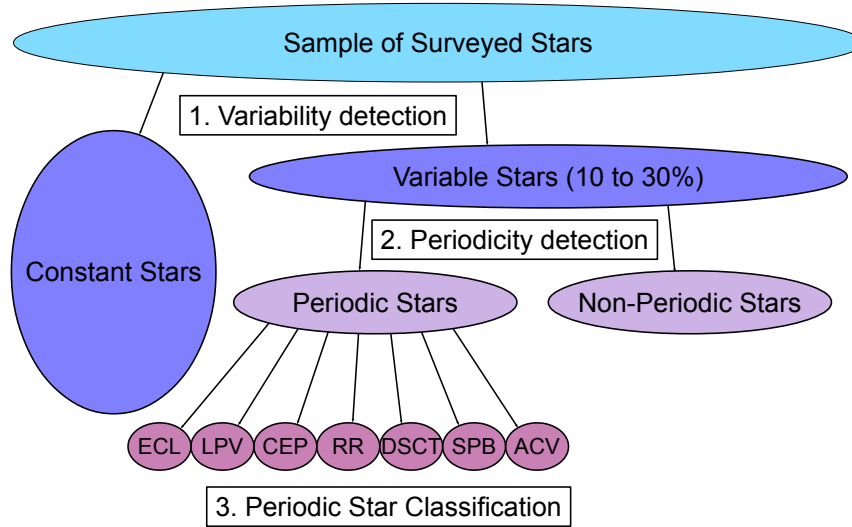 Sample of Surveyed Stars
1. Variability detection
Variable Stars (10 to 30%)
2. Periodicity detection
Constant Stars
Periodic Stars
Non-Periodic Stars
ECL
LPV
CEP
RR
DSCT
SPB
ACV
3. Periodic Star Classification